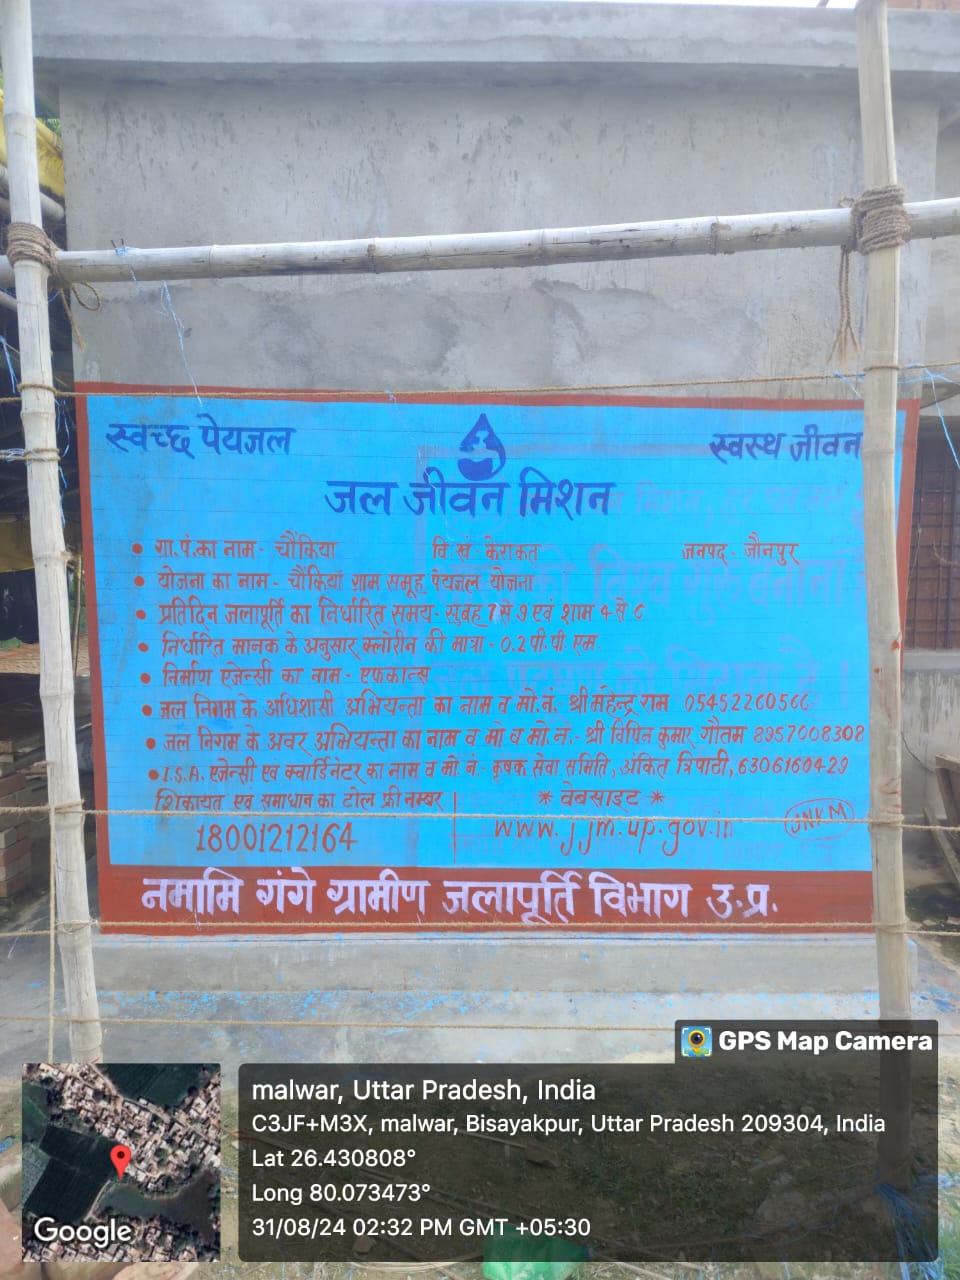 स्वच्छ पेयजल
स्वस्थ जीवन
जल जीवन मिशन
• गा.पं.का नाम- चौंकिया वि.सं- केराकत जनपद - जौनपुर
• योजना का नाम- चौंकिया ग्राम समूह पेयजल योजना
• प्रतिदिन जलापूर्ति का निर्धारित समय- सुबह 7 से 9 एवं शाम 4 से 6
• निर्धारित मानक के अनुसार क्लोरीन की मात्रा - 0.2 पी.पी.एम
• निर्माण एजेन्सी का नाम - एफकान्स
• जल निगम के अधिशासी अभियन्ता का नाम व मो.नं. श्री महेन्द्र राम
• जल निगम के अवर अभियन्ता का नाम व मो व मो.नं.- श्री विपिन कुमार गौतम 8957008308
• I.S.A. एजेन्सी एव क्वार्डिनेटर का नाम व मो नं.- कृषक सेवा समिति, अंकित त्रिपाठी, 6306160429
शिकायत एवं समाधान का टोल फ्री नम्बर
18001212164
* वेबसाइट *
www.jjm.up.gov.in
JNKM
नमामि गंगे ग्रामीण जलापूर्ति विभाग उ.प्र.
GPS Map Camera
malwar, Uttar Pradesh, India
C3JF+M3X, malwar, Bisayakpur, Uttar Pradesh 209304, India
Lat 26.430808°
Long 80.073473°
31/08/24 02:32 PM GMT +05:30
Google